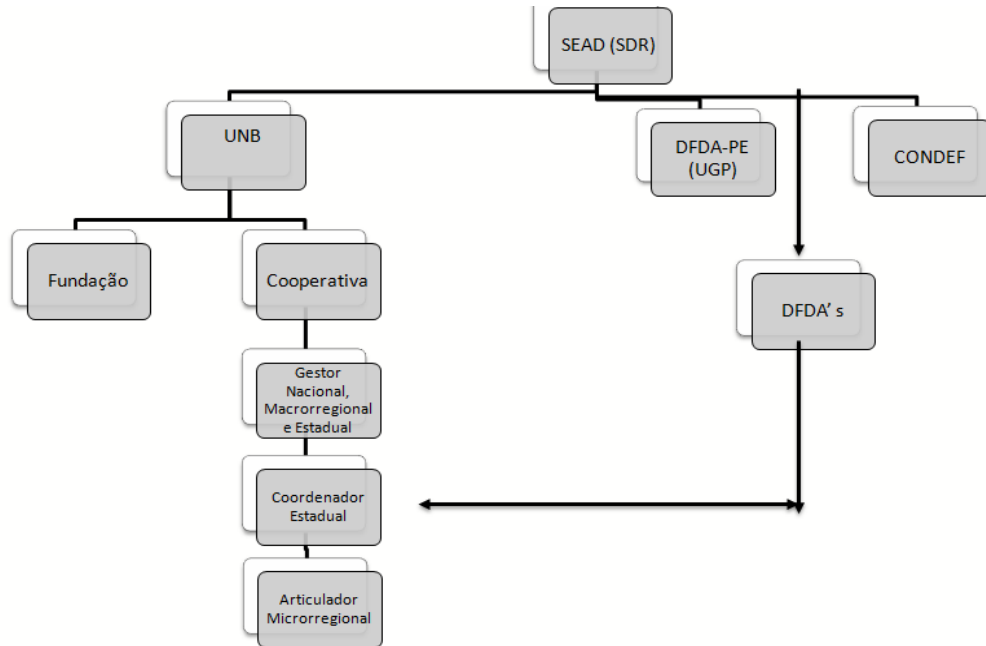 SEAD (SDR)
UNB
DFDA-PE
(UGP)
CONDEF
Fundação
Cooperativa
DFDA' s
Gestor
Nacional,
Macrorregional
e Estadual
Coordenador
Estadual
Articulador
Microrregional